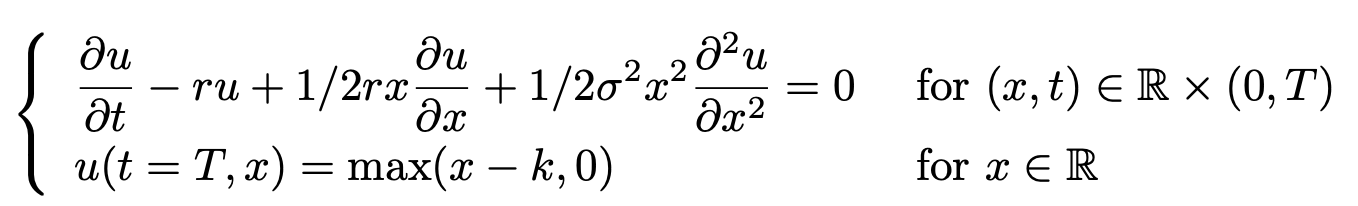 ∂u/∂t − ru + 1/2rx ∂u/∂x + 1/2σ²x² ∂²u/∂x² = 0 for (x, t) ∈ ℝ × (0, T)
u(t = T, x) = max(x − k, 0) for x ∈ ℝ